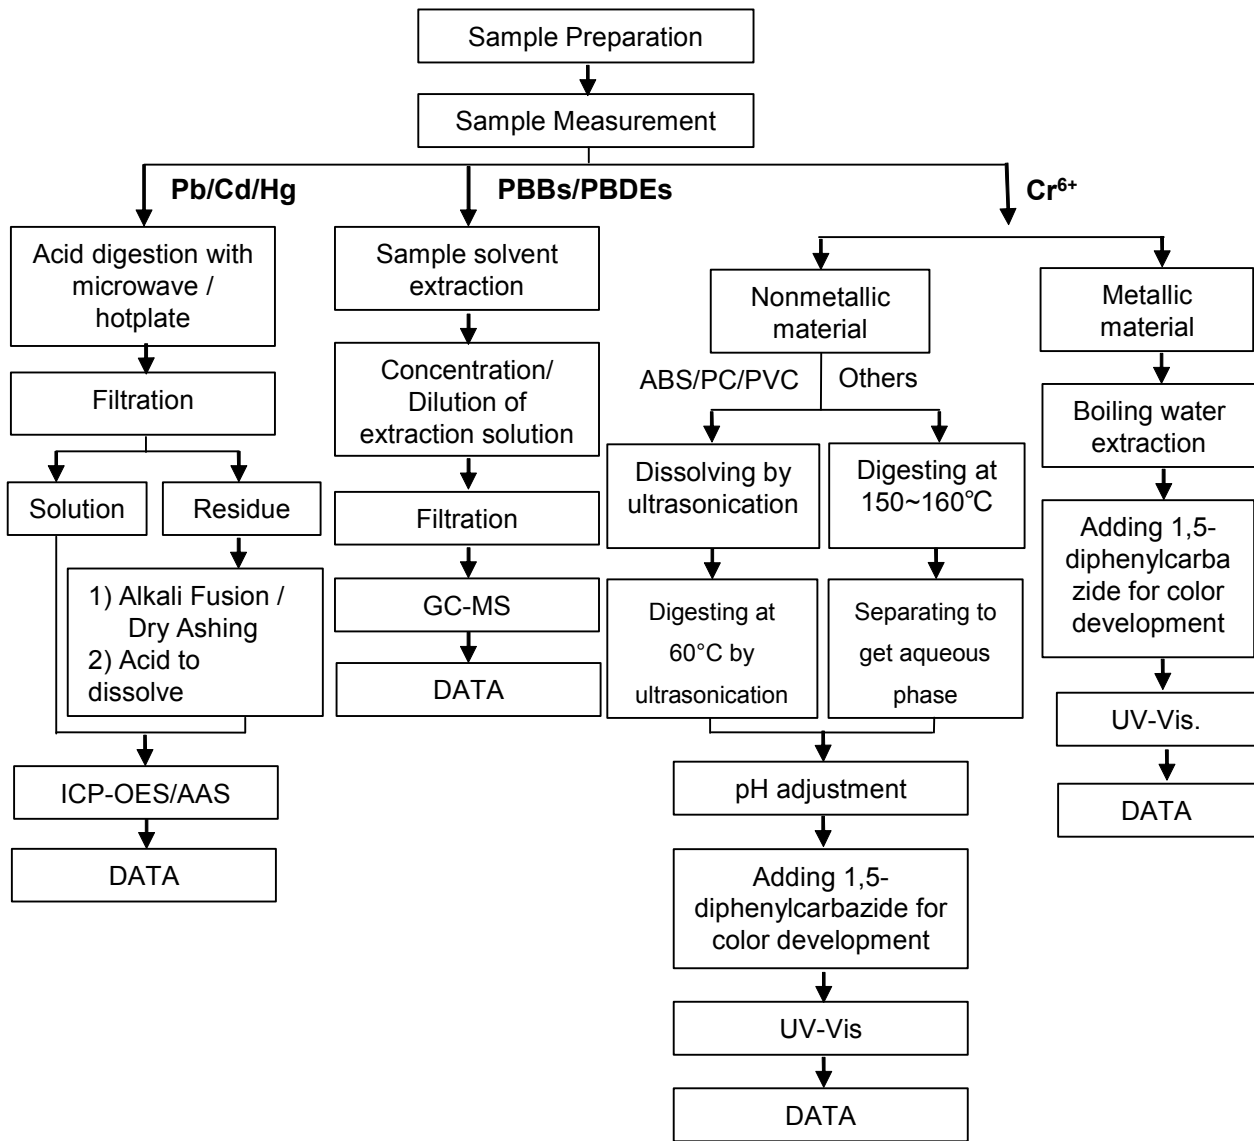 Sample Preparation
Sample Measurement
Pb/Cd/Hg
PBBs/PBDEs
Cr⁶⁺
Acid digestion with
microwave /
hotplate
Filtration
Solution
Residue
1) Alkali Fusion /
Dry Ashing
2) Acid to
dissolve
ICP-OES/AAS
DATA
Sample solvent
extraction
Concentration/
Dilution of
extraction solution
Filtration
GC-MS
DATA
Nonmetallic
material
ABS/PC/PVC
Others
Dissolving by
ultrasonication
Digesting at
60°C by
ultrasonication
Digesting at
150~160℃
Separating to
get aqueous
phase
pH adjustment
Adding 1,5-
diphenylcarbazide for
color development
UV-Vis
DATA
Metallic
material
Boiling water
extraction
Adding 1,5-
diphenylcarba
zide for color
development
UV-Vis.
DATA